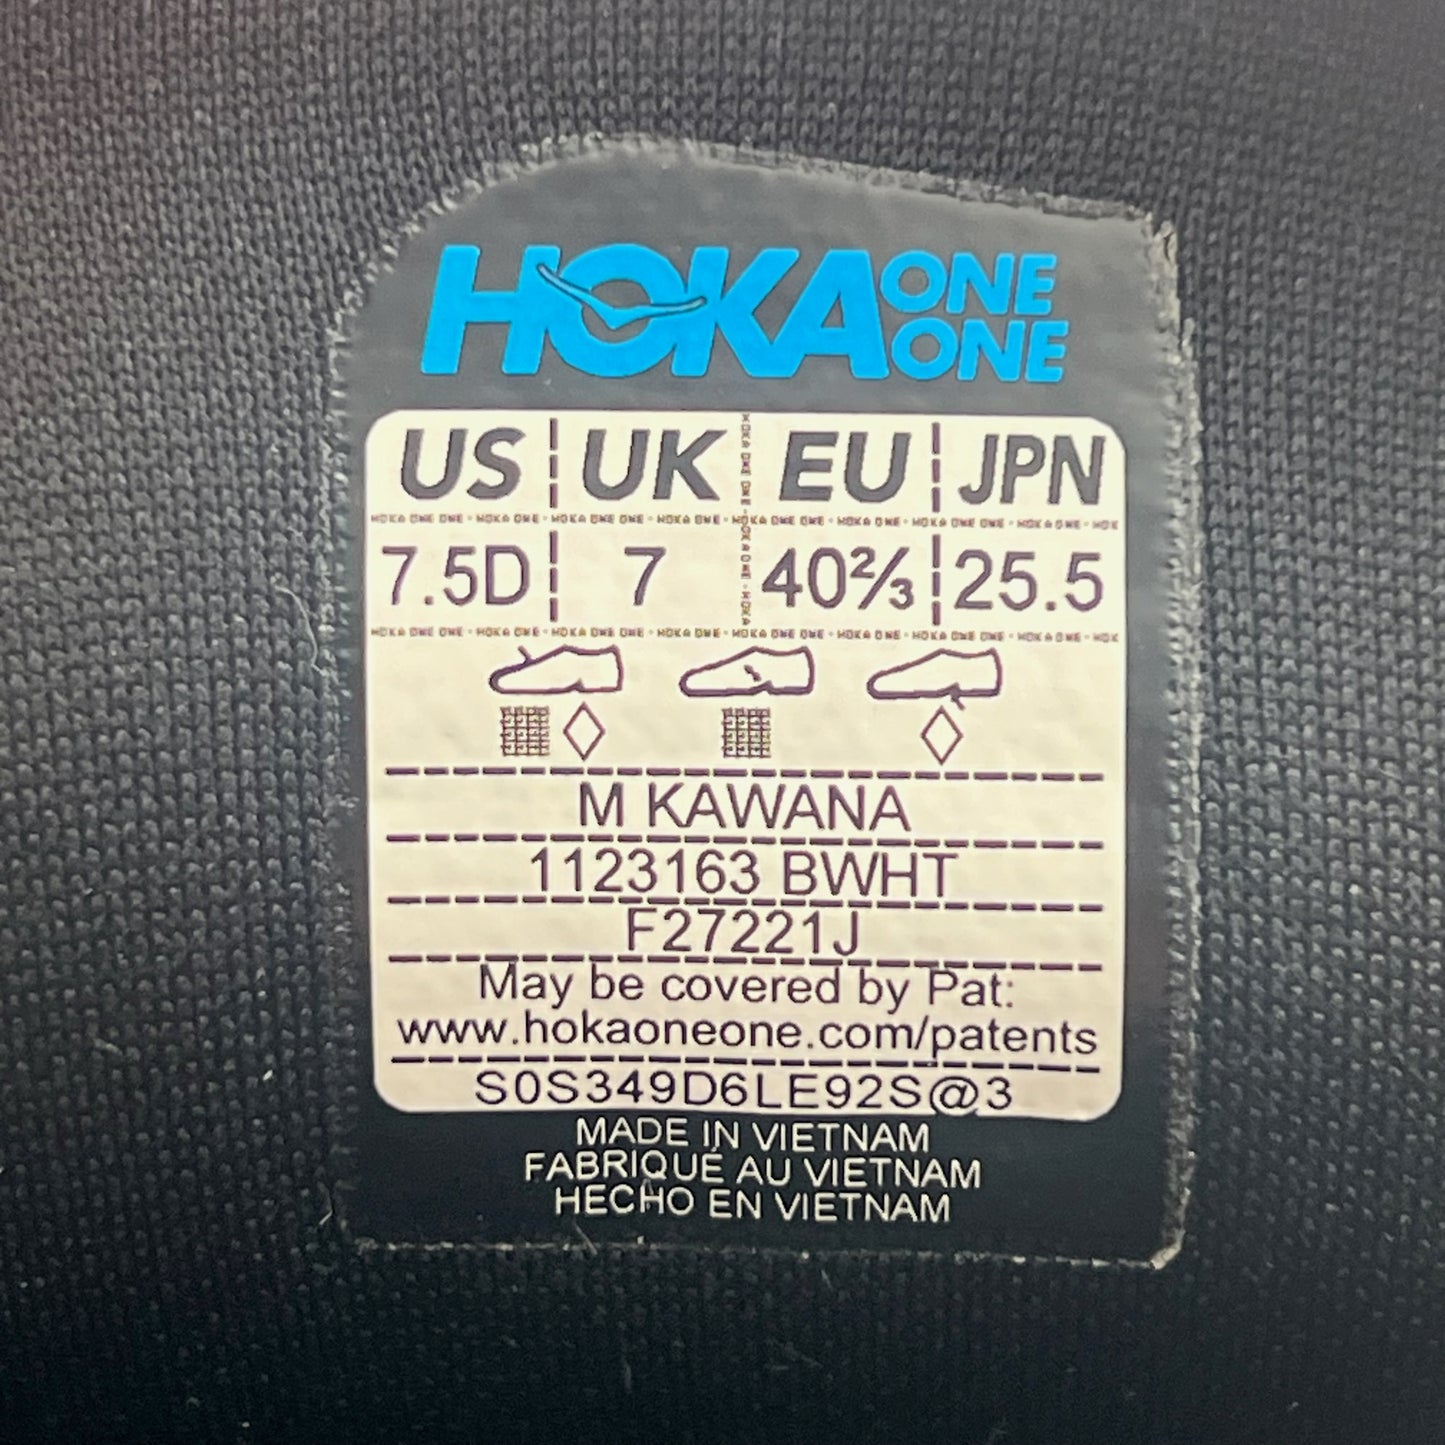 HOKA ONE ONE
US UK EU JPN
7.5D 7 40⅔ 25.5
M KAWANA
1123163 BWHT
F27221J
May be covered by Pat:
www.hokaoneone.com/patents
S0S349D6LE92S@3
MADE IN VIETNAM
FABRIQUÉ AU VIETNAM
HECHO EN VIETNAM